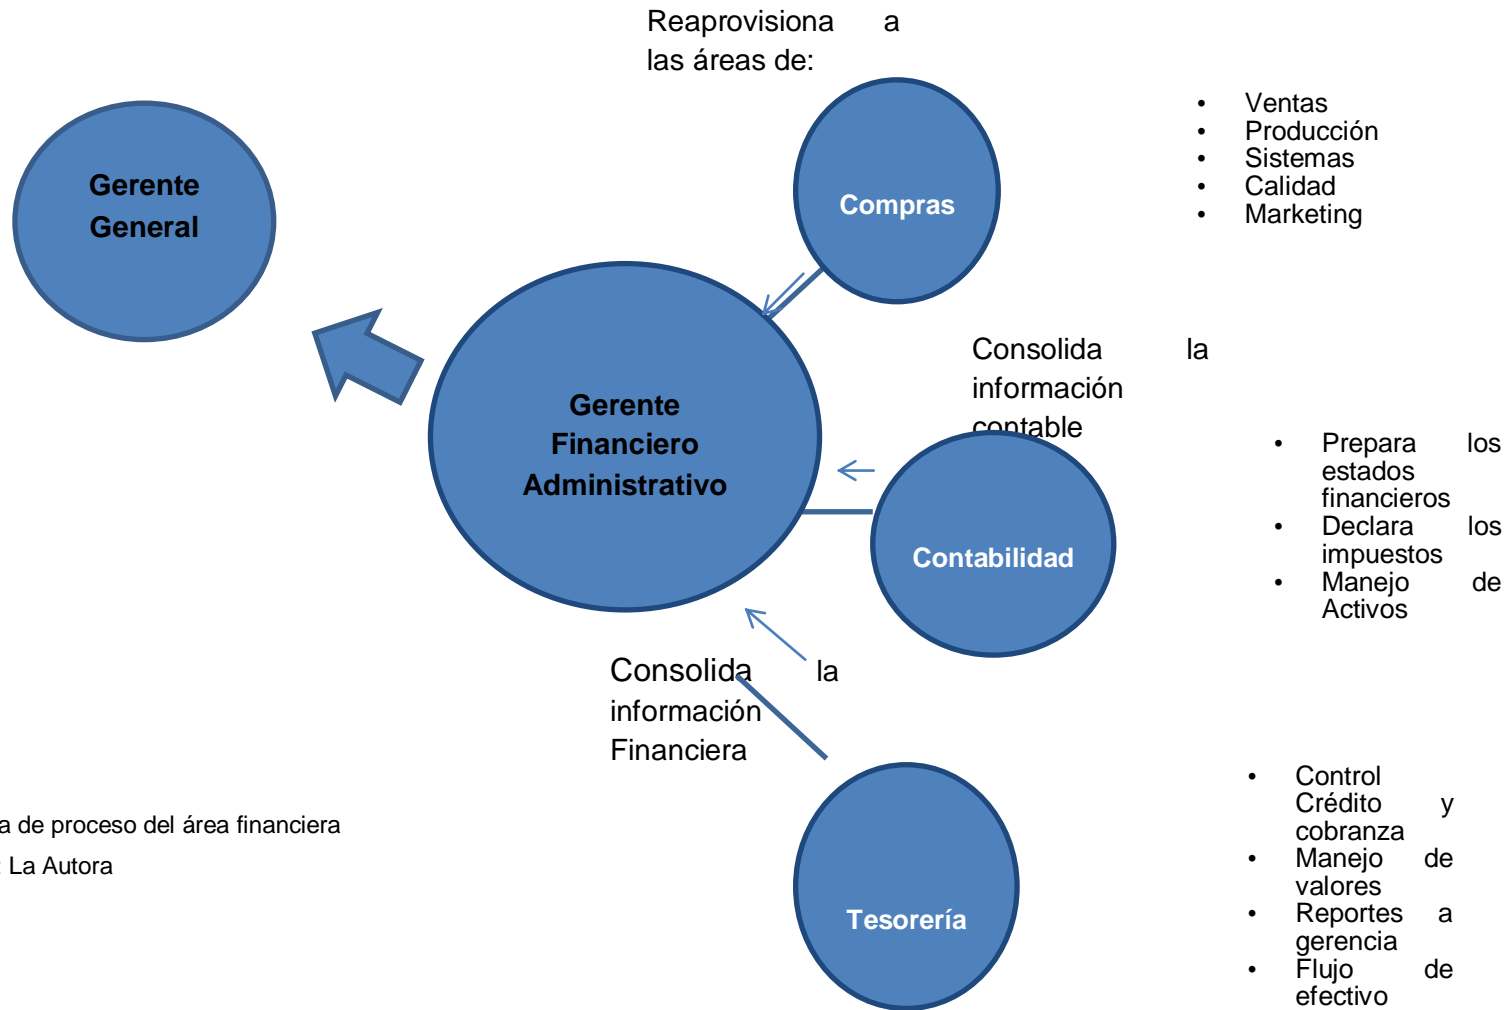 Reaprovisiona a
las áreas de:
Gerente
General
Compras
• Ventas
• Producción
• Sistemas
• Calidad
• Marketing
Gerente
Financiero
Administrativo
Consolida la
información
contable
Contabilidad
• Prepara los
estados
financieros
• Declara los
impuestos
• Manejo de
Activos
Consolida la
información
Financiera
Tesorería
• Control
Crédito y
cobranza
• Manejo de
valores
• Reportes a
gerencia
• Flujo de
efectivo
a de proceso del área financiera
: La Autora